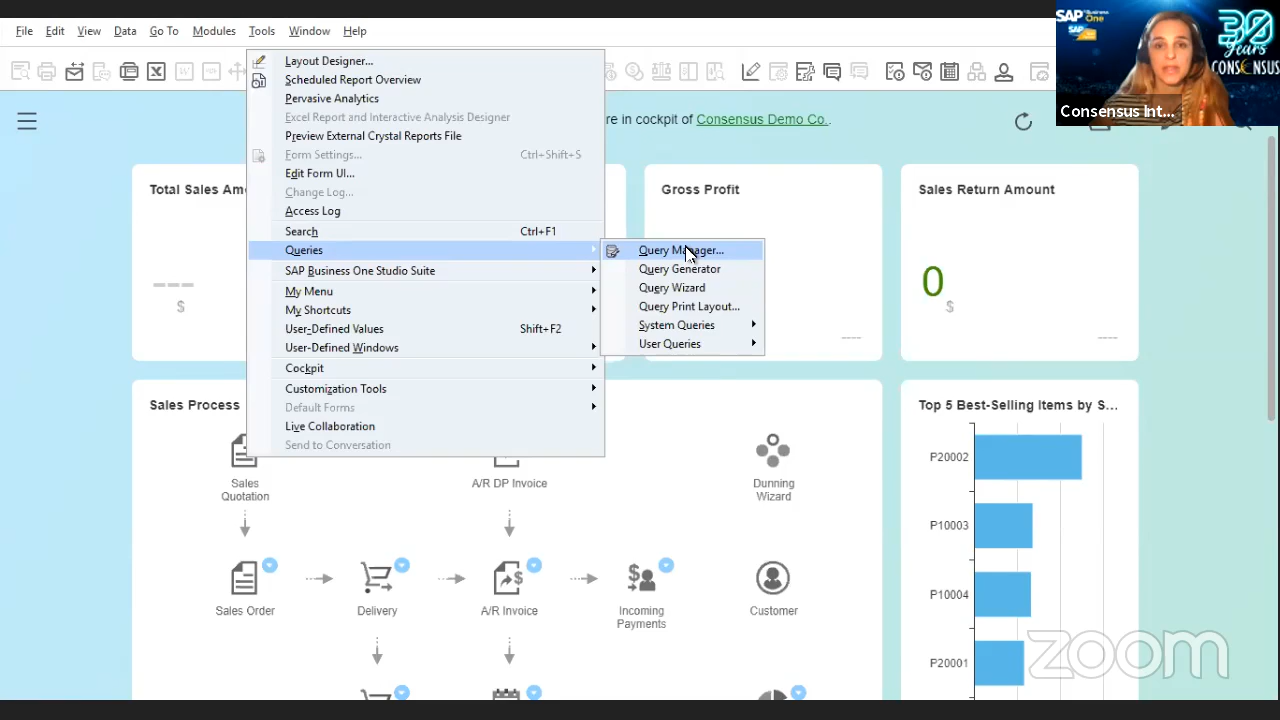 File Edit View Data Go To Modules Tools Window Help
SAP Business One
SAP
30
Years
CONSENSUS
Consensus Int...
Layout Designer...
Scheduled Report Overview
Pervasive Analytics
Excel Report and Interactive Analysis Designer
Preview External Crystal Reports File
Form Settings... Ctrl+Shift+S
Edit Form UI...
Change Log...
Access Log
Search Ctrl+F1
Queries
SAP Business One Studio Suite
My Menu
My Shortcuts
User-Defined Values Shift+F2
User-Defined Windows
Cockpit
Customization Tools
Default Forms
Live Collaboration
Send to Conversation
Query Manager...
Query Generator
Query Wizard
Query Print Layout...
System Queries
User Queries
re in cockpit of Consensus Demo Co..
Total Sales Am
$
Gross Profit
Sales Return Amount
0 $
Sales Process
Sales
Quotation
A/R DP Invoice
Dunning
Wizard
Sales Order
Delivery
A/R Invoice
Incoming
Payments
Customer
Top 5 Best-Selling Items by S...
P20002
P10003
P10004
P20001
zoom